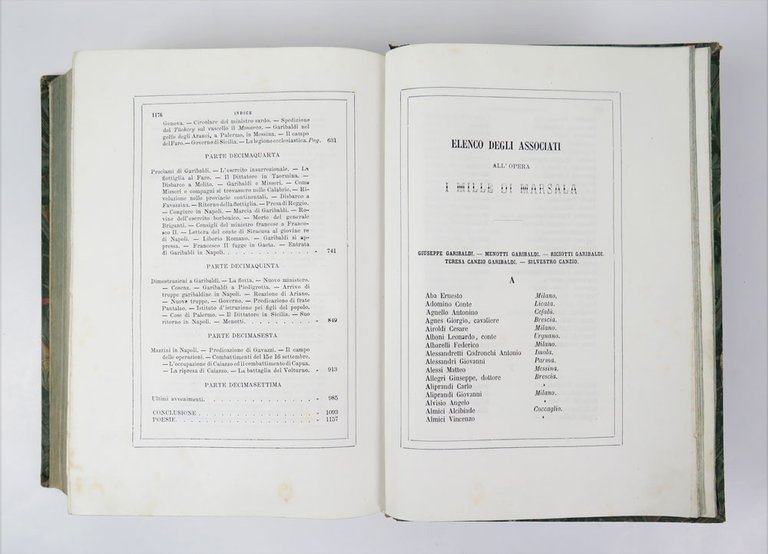 1176 INDICE
Genova. — Circolare del ministro sardo. — Spedizione
del Tückery sul vascello il Monarca. — Garibaldi nel
golfo degli Aranci, a Palermo, in Messina. — Il campo
del Faro. — Governo di Sicilia. — La legione ecclesiastica. Pag. 631
PARTE DECIMAQUARTA
Proclami di Garibaldi. — L'esercito insurrezionale. — La
flottiglia al Faro. — Il Dittatore in Taormina. —
Disbarco a Melito. — Garibaldi e Missori. — Come
Missori e compagni si trovassero nelle Calabrie. — Ri-
voluzione nelle provincie continentali. — Disbarco a
Favazzina. — Ritorno della flottiglia. — Presa di Reggio.
— Congiure in Napoli. — Marcia di Garibaldi. — Ro-
vine dell'esercito borbonico. — Morte del generale
Briganti. — Consigli del ministro francese a France-
sco II. — Lettera del conte di Siracusa al giovine re
di Napoli. — Liborio Romano. — Garibaldi si ap-
pressa. — Francesco II fugge in Gaeta. — Entrata
di Garibaldi in Napoli. . . . . . . . . . . . • 741
PARTE DECIMAQUINTA
Dimostrazioni a Garibaldi. — La flotta. — Nuovo ministero.
— Cosenz. — Garibaldi a Piedigrotta. — Arrivo di
truppe garibaldine in Napoli. — Reazione di Ariano.
— Nuove truppe. — Governo. — Predicazione di frate
Pantaleo. — Istituto d'istruzione pei figli del popolo.
— Cose di Palermo. — Il Dittatore in Sicilia. — Suo
ritorno in Napoli. — Menotti. . . . . . . . . • 849
PARTE DECIMASESTA
Mazzini in Napoli. — Predicazione di Gavazzi. — Il campo
delle operazioni. — Combattimenti del 15 e 16 settembre.
— L'occupazione di Caiazzo ed il combattimento di Capua.
— La ripresa di Caiazzo. — La battaglia del Volturno. • 913
PARTE DECIMASETTIMA
Ultimi avvenimenti. . . . . . . . . . . . . • 985
CONCLUSIONE . . . . . . . . . . . . . . • 1093
POESIE. . . . . . . . . . . . . . . . . • 1157
ELENCO DEGLI ASSOCIATI
ALL'OPERA
I MILLE DI MARSALA
GIUSEPPE GARIBALDI. — MENOTTI GARIBALDI. — RICIOTTI GARIBALDI.
TERESA CANZIO GARIBALDI. — SILVESTRO CANZIO.
A
Aba Ernesto Milano.
Adomino Conte Licata.
Agnello Antonino Cefalù.
Agnes Giorgio, cavaliere Brescia.
Airoldi Cesare Milano.
Alboni Leonardo, conte Urgnano.
Alborelli Federico Milano.
Alessandretti Codronchi Antonio Imola.
Alessandri Giovanni Parma.
Alessi Matteo Messina.
Allegri Giuseppe, dottore Brescia.
Aliprandi Carlo •
Aliprandi Giovanni Milano.
Alvisio Angelo •
Almici Alcibiade Coccaglio.
Almici Vincenzo •